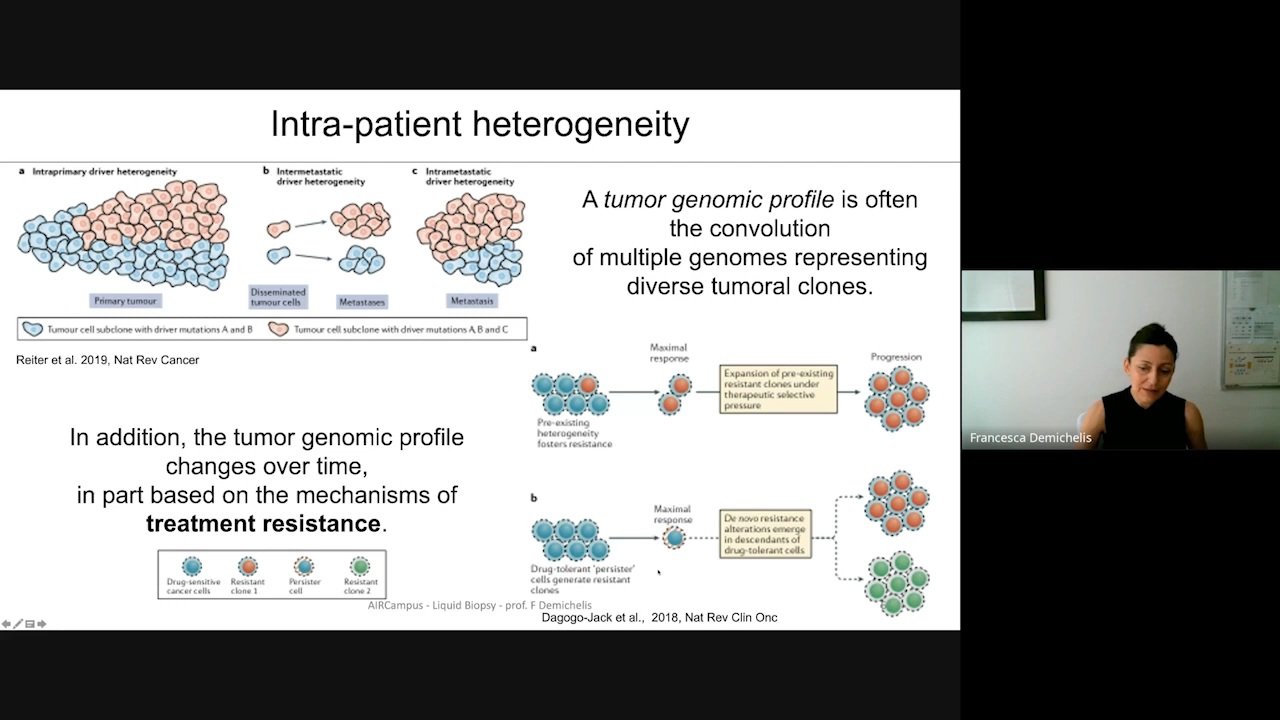 Intra-patient heterogeneity
a Intraprimary driver heterogeneity
b Intermetastatic
driver heterogeneity
c Intrametastatic
driver heterogeneity
Primary tumour
Disseminated
tumour cells
Metastases
Metastasis
Tumour cell subclone with driver mutations A and B
Tumour cell subclone with driver mutations A, B and C
Reiter et al. 2019, Nat Rev Cancer
A tumor genomic profile is often
the convolution
of multiple genomes representing
diverse tumoral clones.
a
Maximal
response
Progression
Expansion of pre-existing
resistant clones under
therapeutic selective
pressure
Pre-existing
heterogeneity
fosters resistance
In addition, the tumor genomic profile
changes over time,
in part based on the mechanisms of
treatment resistance.
b
Maximal
response
De novo resistance
alterations emerge
in descendants of
drug-tolerant cells
Drug-tolerant 'persister'
cells generate resistant
clones
Drug-sensitive
cancer cells
Resistant
clone 1
Persister
cell
Resistant
clone 2
AIRCampus - Liquid Biopsy - prof. F Demichelis
Dagogo-Jack et al., 2018, Nat Rev Clin Onc
Francesca Demichelis